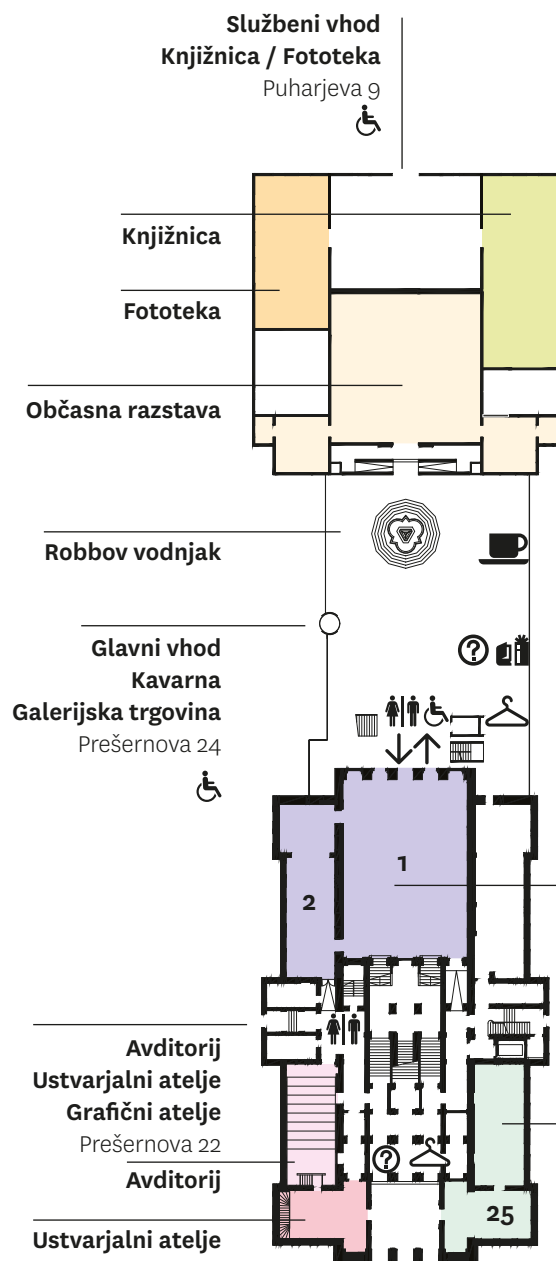 Službeni vhod
Knjižnica / Fototeka
Puharjeva 9
Knjižnica
Fototeka
Občasna razstava
Robbov vodnjak
?
Glavni vhod
Kavarna
Galerijska trgovina
Prešernova 24
1
2
Avditorij
Ustvarjalni atelje
Grafični atelje
Prešernova 22
?
Avditorij
25
Ustvarjalni atelje